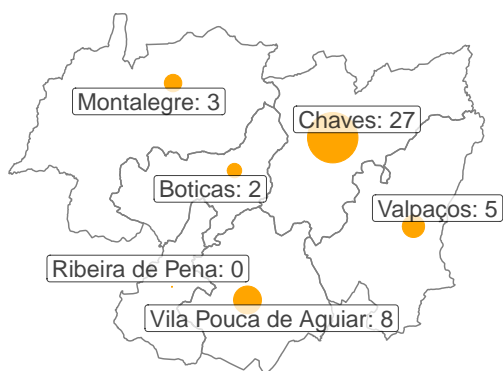 Montalegre: 3
Chaves: 27
Boticas: 2
Valpaços: 5
Ribeira de Pena: 0
Vila Pouca de Aguiar: 8